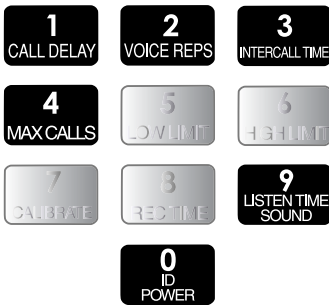 1
CALL DELAY
2
VOICE REPS
3
INTERCALL TIME
4
MAX CALLS
5
LOW LIMIT
6
HIGH LIMIT
7
CALIBRATE
8
REC TIME
9
LISTEN TIME
SOUND
0
ID
POWER